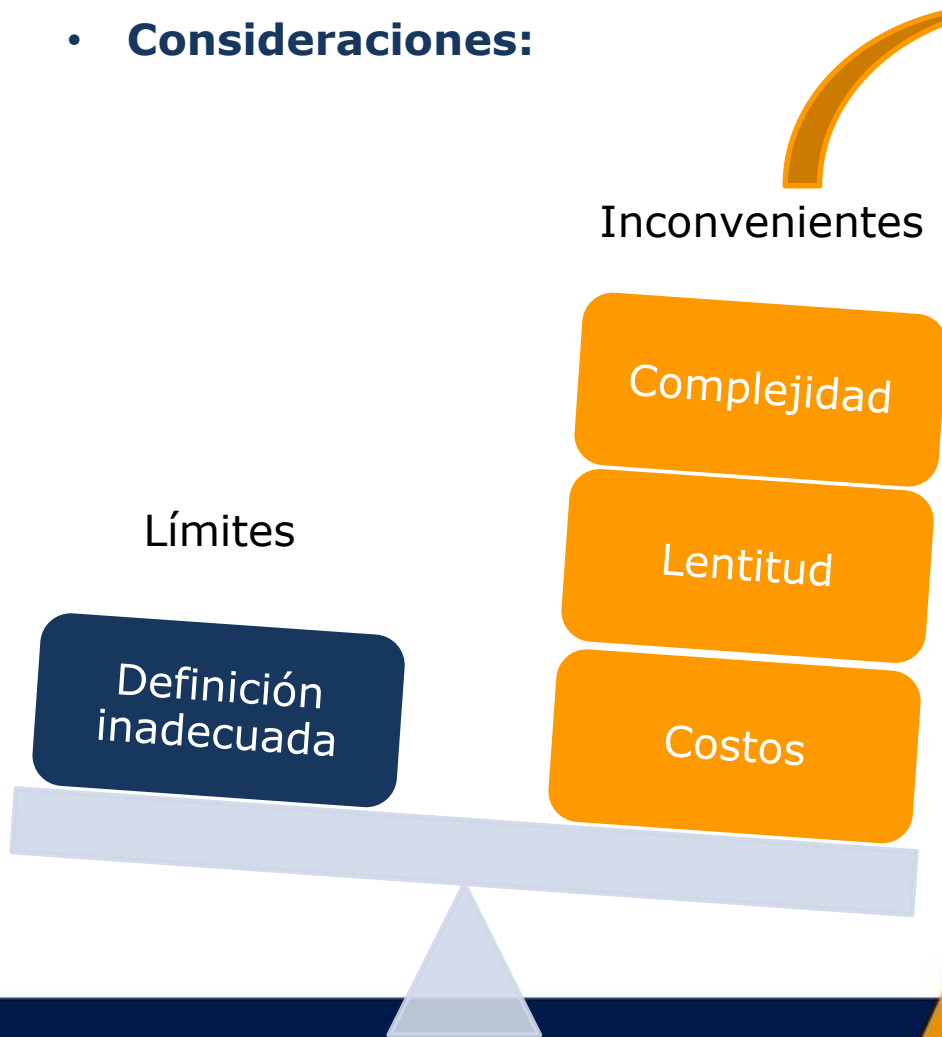 • Consideraciones:
Inconvenientes
Complejidad
Lentitud
Costos
Límites
Definición
inadecuada